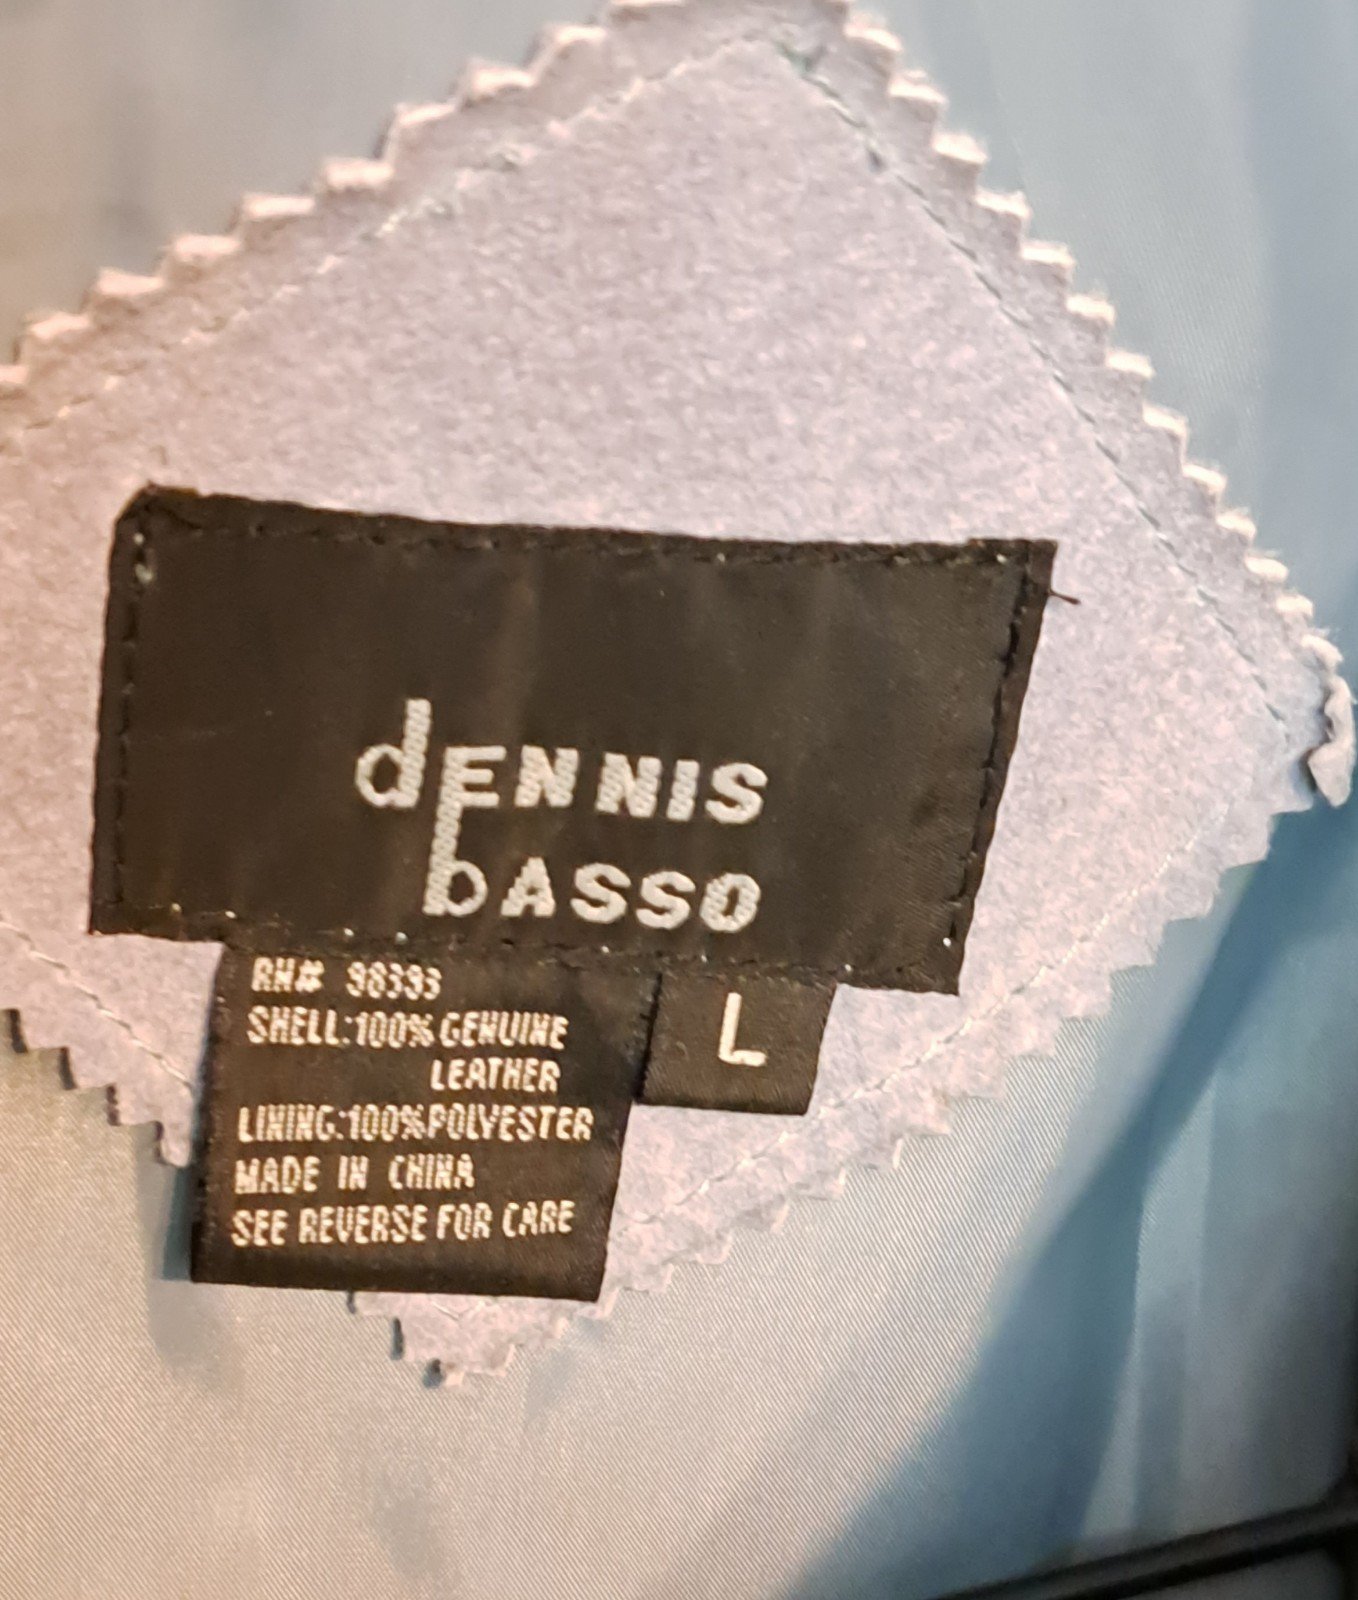 dENNIS
bASSO
RN# 98393
L
SHELL:100% GENUINE
LEATHER
LINING:100%POLYESTER
MADE IN CHINA
SEE REVERSE FOR CARE